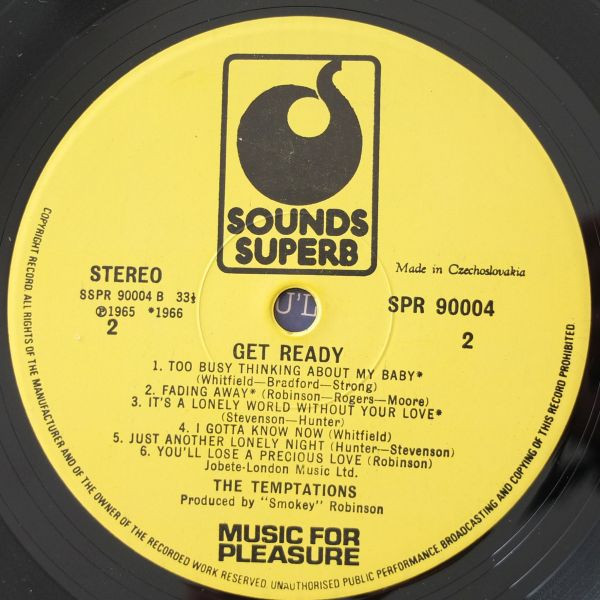 SOUNDS
SUPERB
STEREO
SSPR 90004 B 33⅓
℗1965 *1966
2
Made in Czechoslovakia
SPR 90004
2
U'L
GET READY
1. TOO BUSY THINKING ABOUT MY BABY*
(Whitfield—Bradford—Strong)
2. FADING AWAY* (Robinson—Rogers—Moore)
3. IT'S A LONELY WORLD WITHOUT YOUR LOVE*
(Stevenson—Hunter)
4. I GOTTA KNOW NOW (Whitfield)
5. JUST ANOTHER LONELY NIGHT (Hunter—Stevenson)
6. YOU'LL LOSE A PRECIOUS LOVE (Robinson)
Jobete-London Music Ltd.
THE TEMPTATIONS
Produced by "Smokey" Robinson
MUSIC FOR
PLEASURE
COPYRIGHT RECORD. ALL RIGHTS OF THE MANUFACTURER AND OF THE OWNER OF THE RECORDED WORK RESERVED. UNAUTHORISED PUBLIC PERFORMANCE, BROADCASTING AND COPYING OF THIS RECORD PROHIBITED